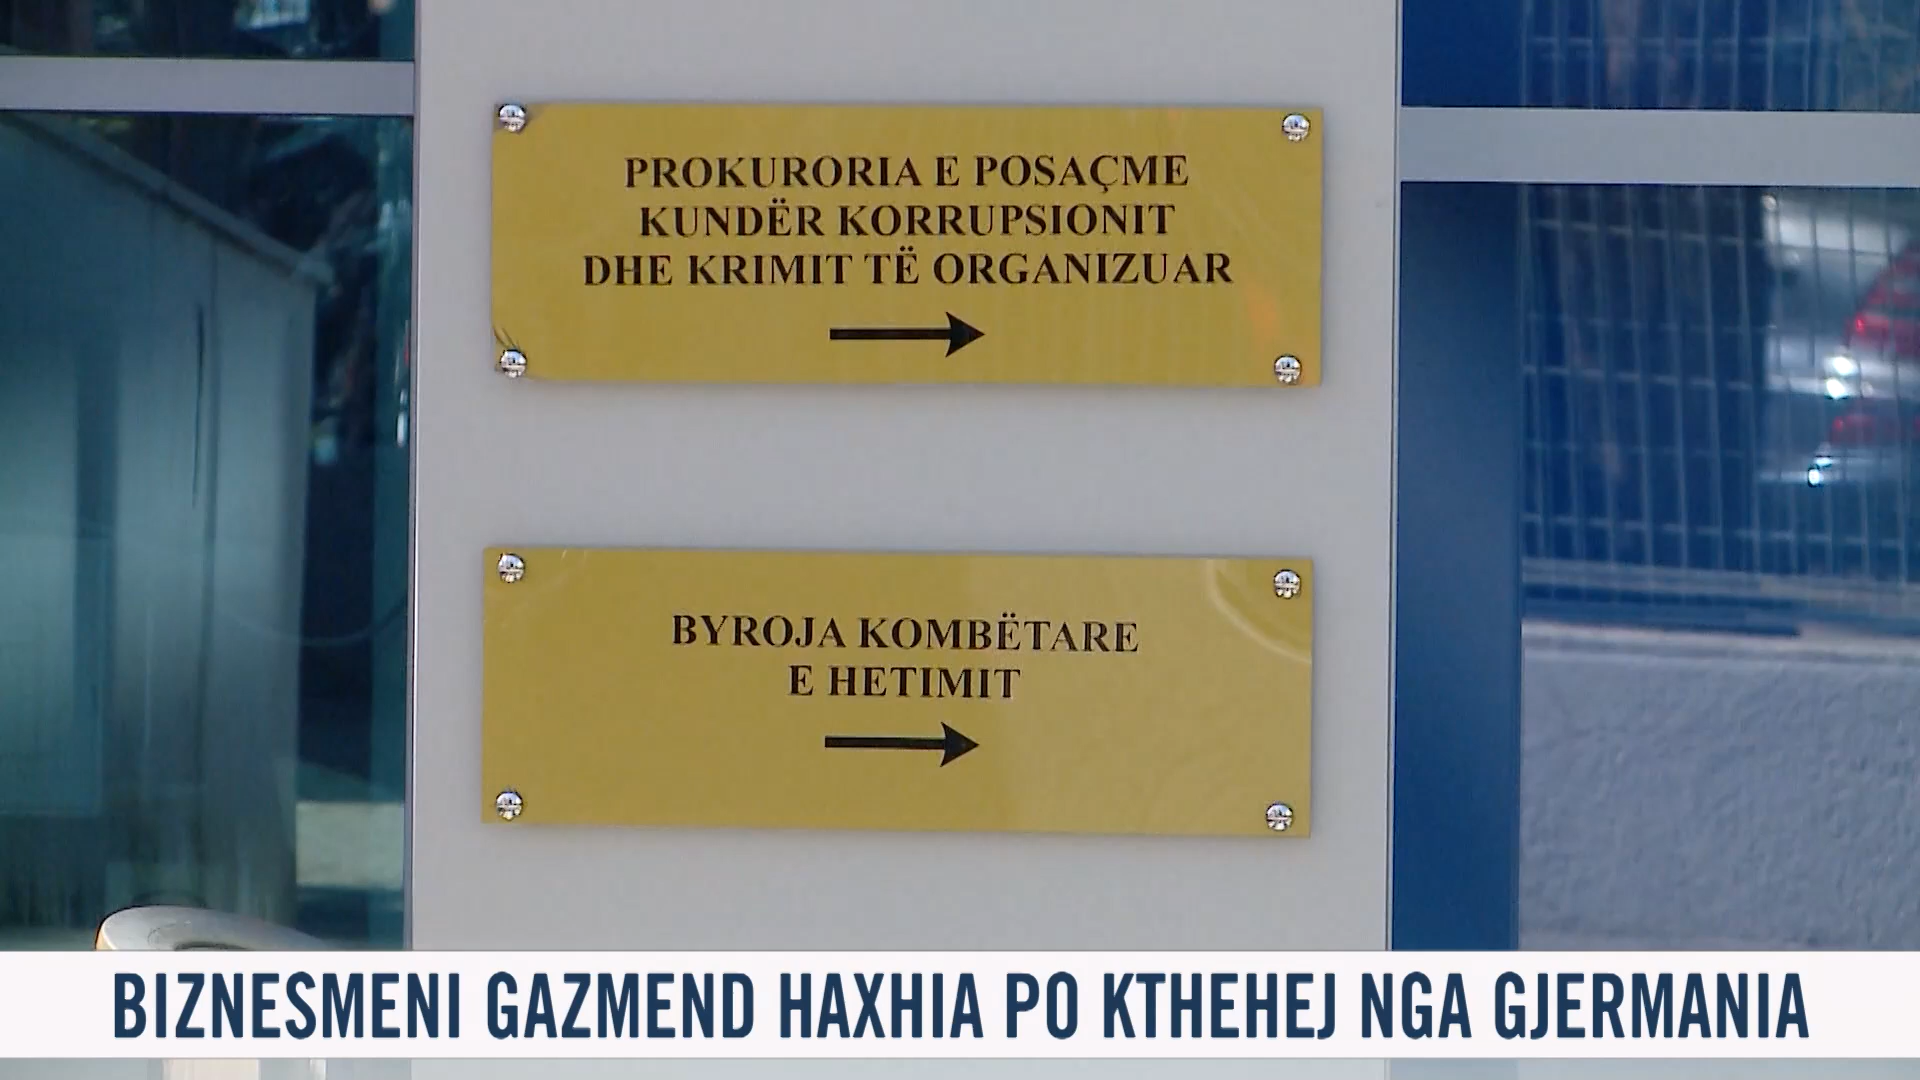 PROKURORIA E POSAÇME
KUNDËR KORRUPSIONIT
DHE KRIMIT TË ORGANIZUAR
BYROJA KOMBËTARE
E HETIMIT
BIZNESMENI GAZMEND HAXHIA PO KTHEHEJ NGA GJERMANIA